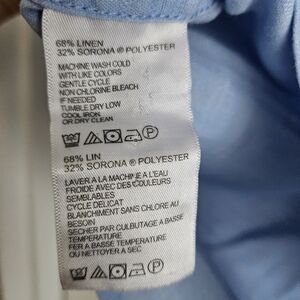 68% LINEN
32% SORONA ® POLYESTER
MACHINE WASH COLD
WITH LIKE COLORS
GENTLE CYCLE
NON CHLORINE BLEACH
IF NEEDED
TUMBLE DRY LOW
COOL IRON
OR DRY CLEAN
68% LIN
32% SORONA ® POLYESTER
LAVER A LA MACHINE A L'EAU
FROIDE AVEC DES COULEURS
SEMBLABLES
CYCLE DELICAT
BLANCHIMENT SANS CHLORE AU
BESOIN
SECHER PAR CULBUTAGE A BASSE
TEMPERATURE
FER A BASSE TEMPERATURE
OU NETTOYER A SEC